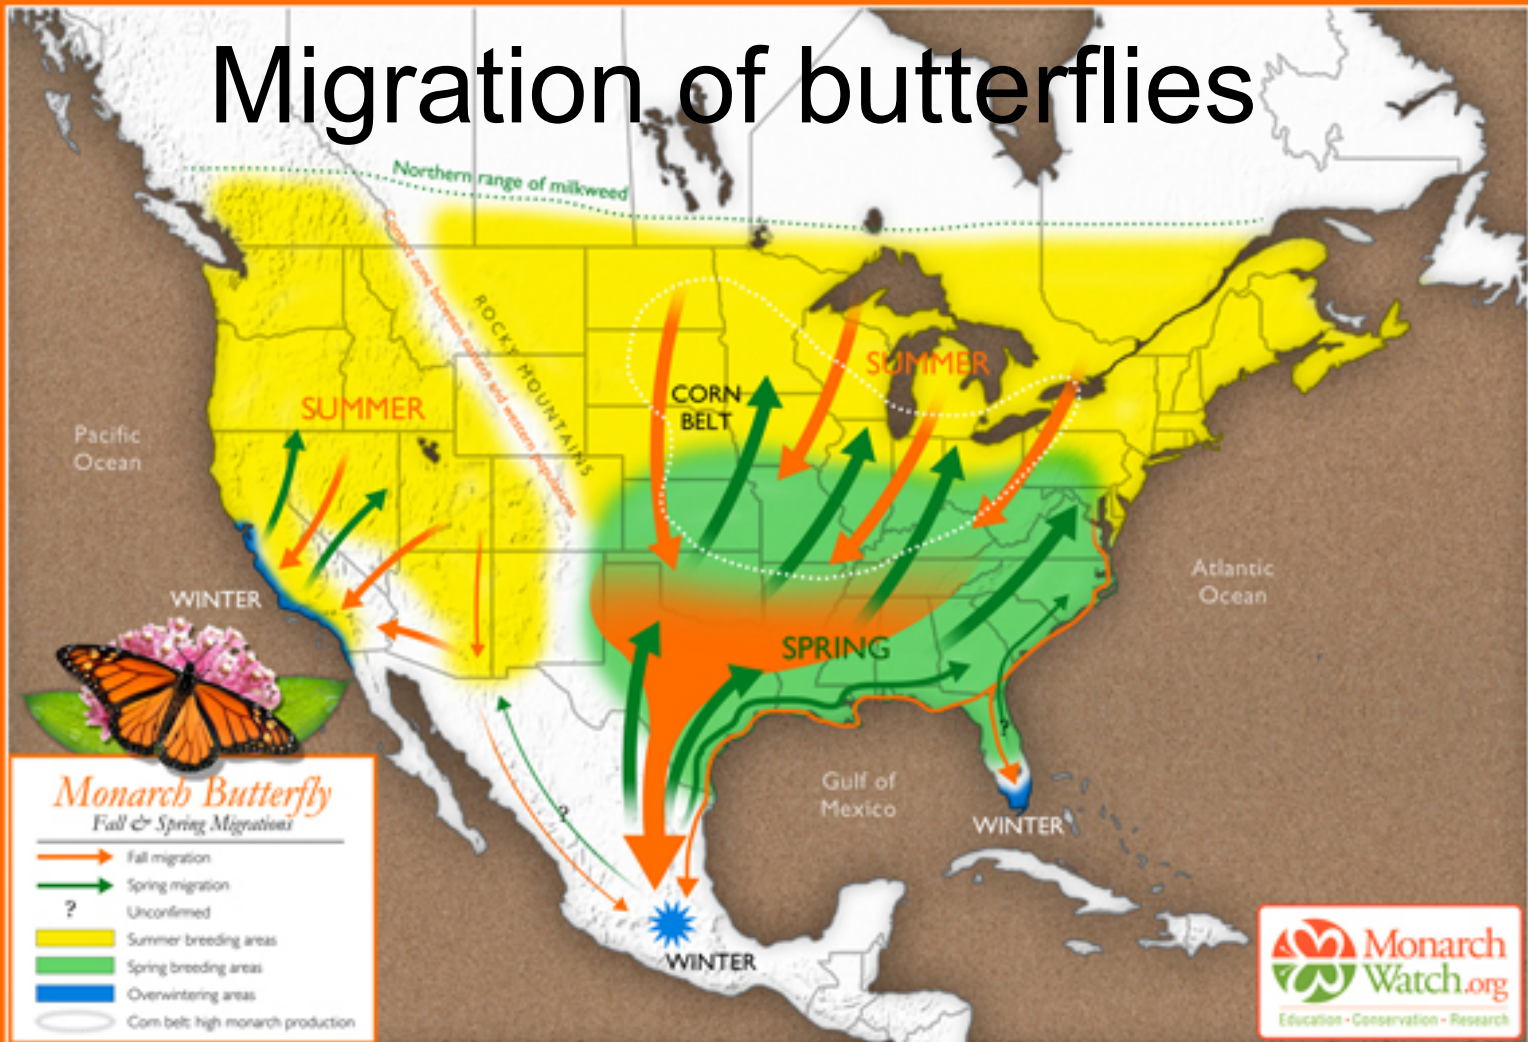 Migration of butterflies
Northern range of milkweed
Contact zone between eastern and western populations
ROCKY MOUNTAINS
SUMMER
SUMMER
CORN
BELT
Pacific
Ocean
WINTER
SPRING
Atlantic
Ocean
?
?
Gulf of
Mexico
WINTER
WINTER
Monarch Butterfly
Fall & Spring Migrations
Fall migration
Spring migration
? Unconfirmed
Summer breeding areas
Spring breeding areas
Overwintering areas
Corn belt: high monarch production
Monarch
Watch.org
Education • Conservation • Research